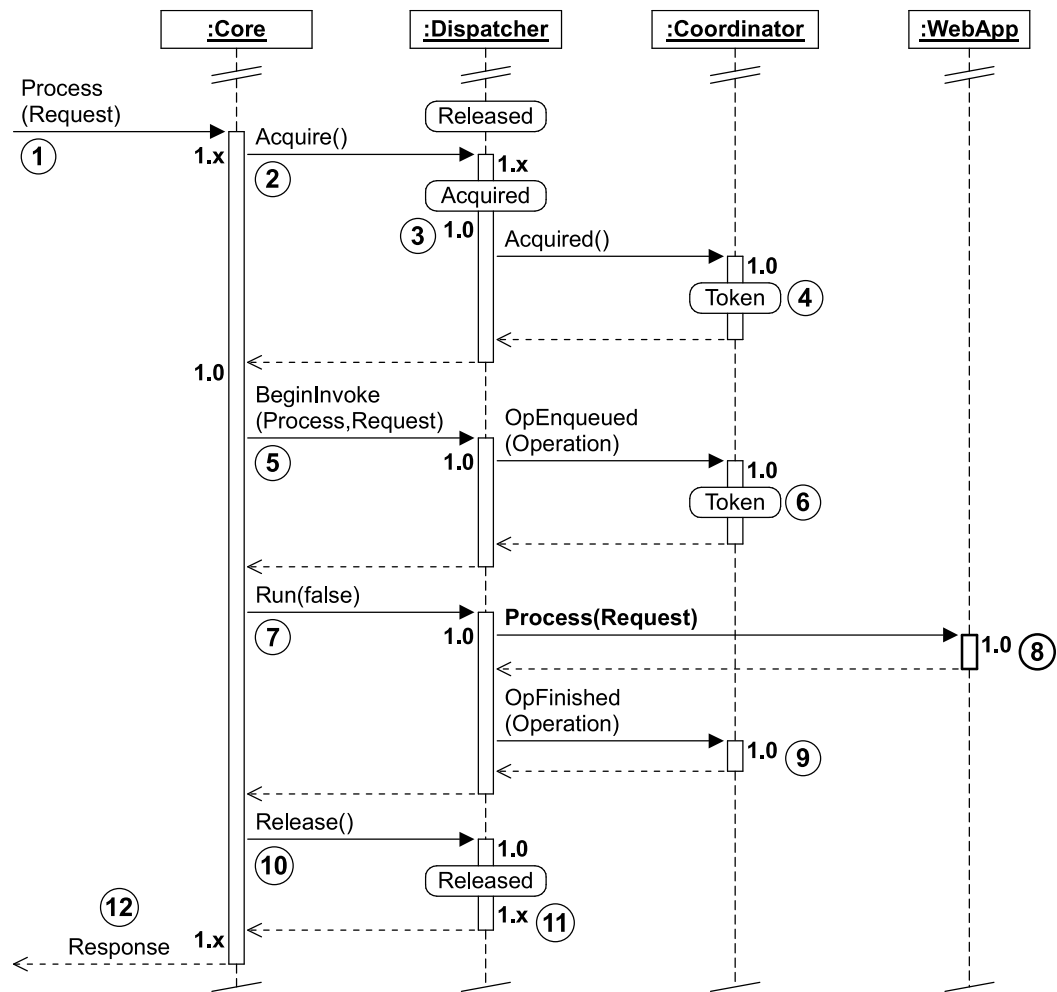 :Core :Dispatcher :Coordinator :WebApp
Process
(Request)
Released
1
1.x
Acquire()
2
1.x
Acquired
3
1.0
Acquired()
1.0
Token
4
1.0
BeginInvoke
(Process,Request)
5
1.0
OpEnqueued
(Operation)
1.0
Token
6
Run(false)
7
1.0
Process(Request)
1.0
8
OpFinished
(Operation)
1.0
9
Release()
10
1.0
Released
1.x
11
12
Response
1.x